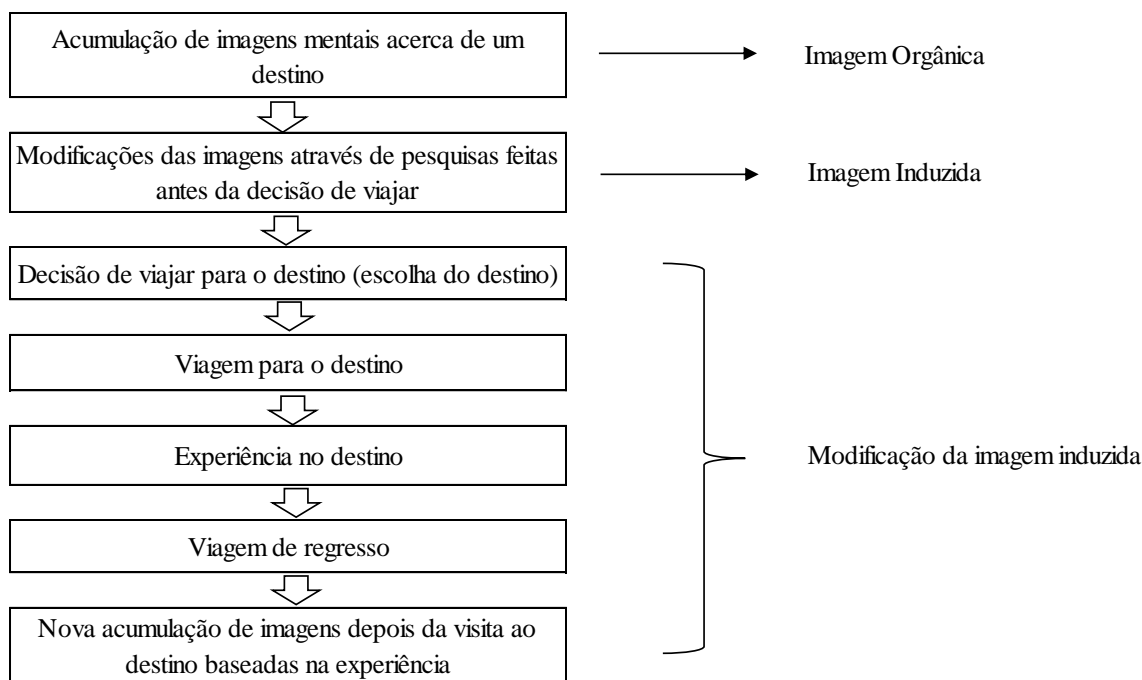 Acumulação de imagens mentais acerca de um
destino
Imagem Orgânica
Modificações das imagens através de pesquisas feitas
antes da decisão de viajar
Imagem Induzida
Decisão de viajar para o destino (escolha do destino)
Viagem para o destino
Experiência no destino
Modificação da imagem induzida
Viagem de regresso
Nova acumulação de imagens depois da visita ao
destino baseadas na experiência